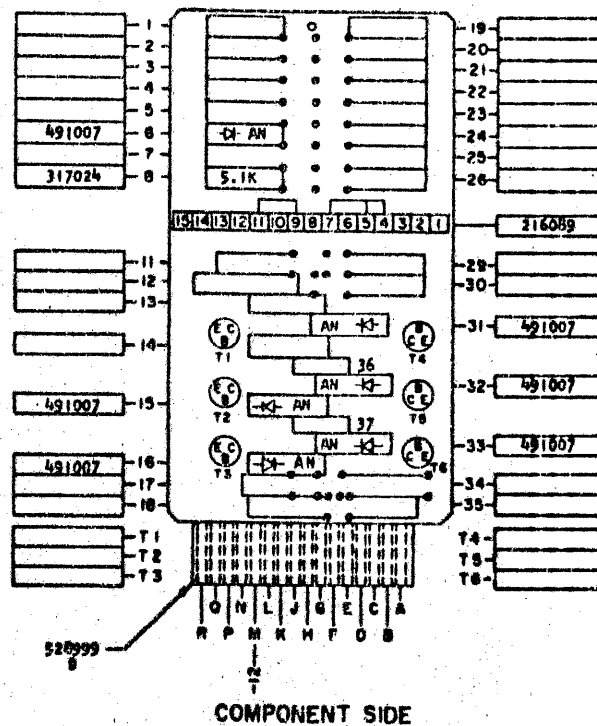 1
2
3
4
5
491007 6
7
317024 8
AN
5.1K
19
20
21
22
23
24
25
26
15 14 13 12 11 10 9 8 7 6 5 4 3 2 1
216089
11
12
13
14
491007 15
491007 16
17
18
29
30
31 491007
32 491007
33 491007
34
35
E C B
T1
AN
B C E
T4
36
E C B
T2
AN
AN
B C E
T5
37
E C B
T3
AN
AN
B C E
T6
T1
T2
T3
T4
T5
T6
Q N L J G E C A
R P M K H F D B
COMPONENT SIDE